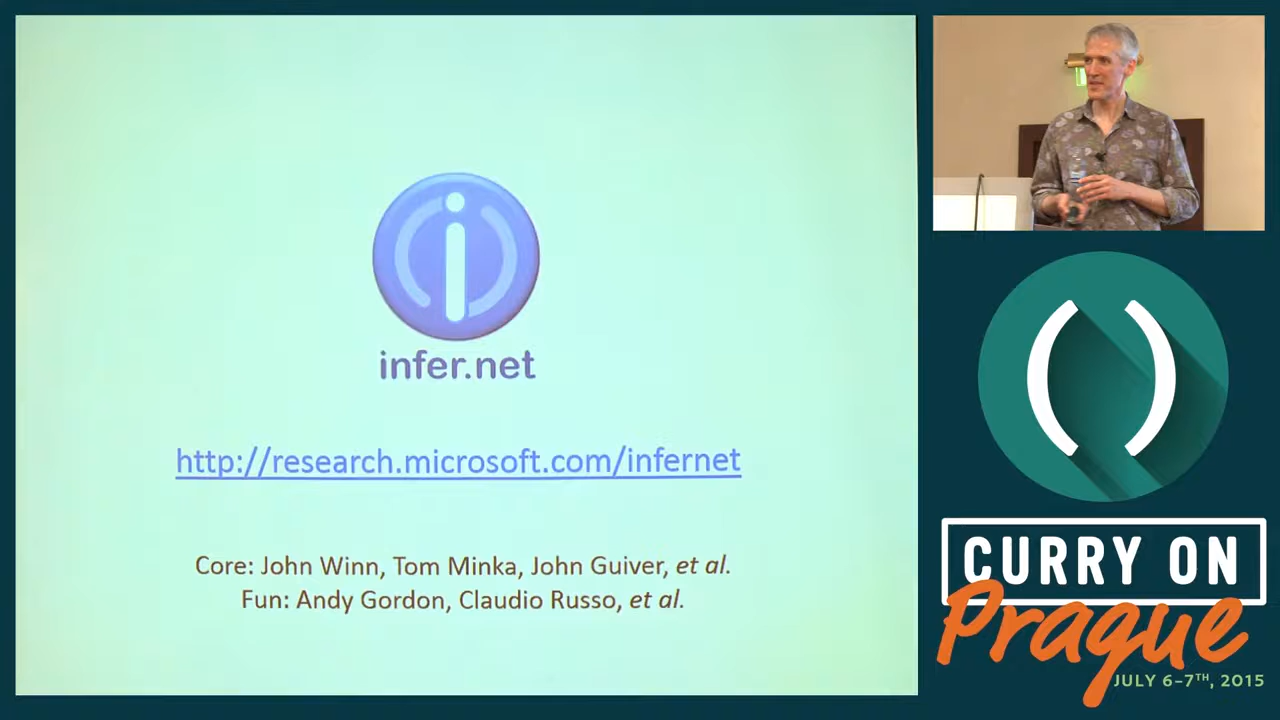 infer.net
http://research.microsoft.com/infernet
Core: John Winn, Tom Minka, John Guiver, et al.
Fun: Andy Gordon, Claudio Russo, et al.
CURRY ON
Prague
JULY 6-7TH, 2015